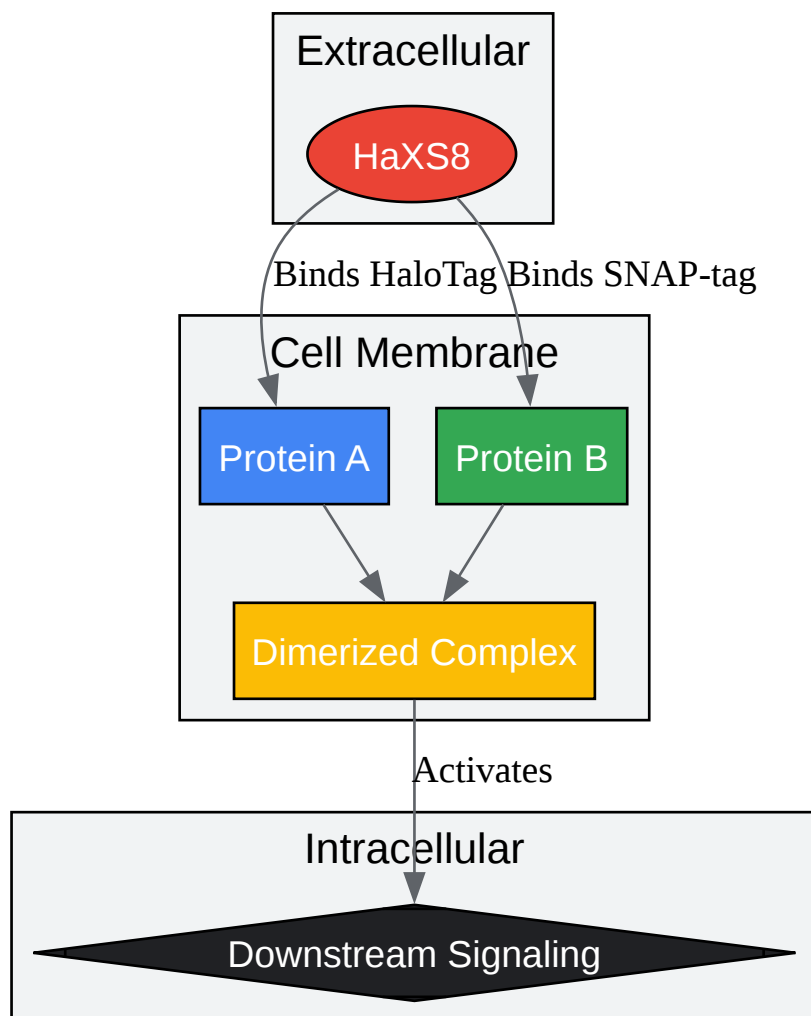 Extracellular
HaXS8
Binds HaloTag
Binds SNAP-tag
Cell Membrane
Protein A
Protein B
Dimerized Complex
Activates
Intracellular
Downstream Signaling